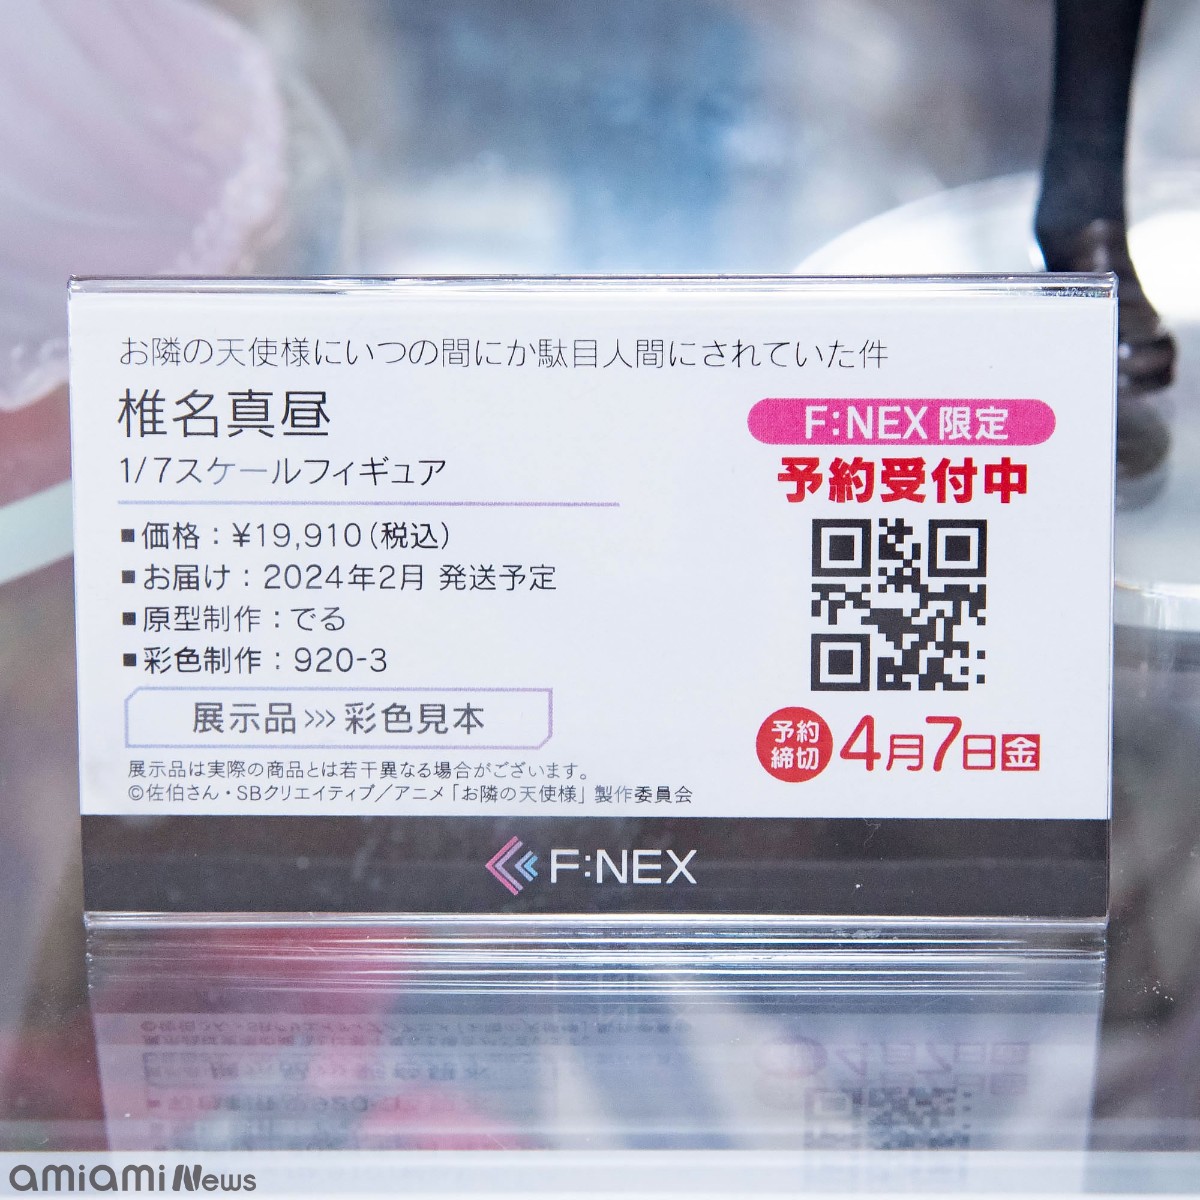 お隣の天使様にいつの間にか駄目人間にされていた件
椎名真昼
1/7スケールフィギュア
■価格：¥19,910(税込)
■お届け：2024年2月 発送予定
■原型制作：でる
■彩色制作：920-3
展示品>>>彩色見本
展示品は実際の商品とは若干異なる場合がございます。
©佐伯さん・SBクリエイティブ／アニメ「お隣の天使様」製作委員会
F:NEX 限定
予約受付中
予約締切 4月7日金
F:NEX
amiami News